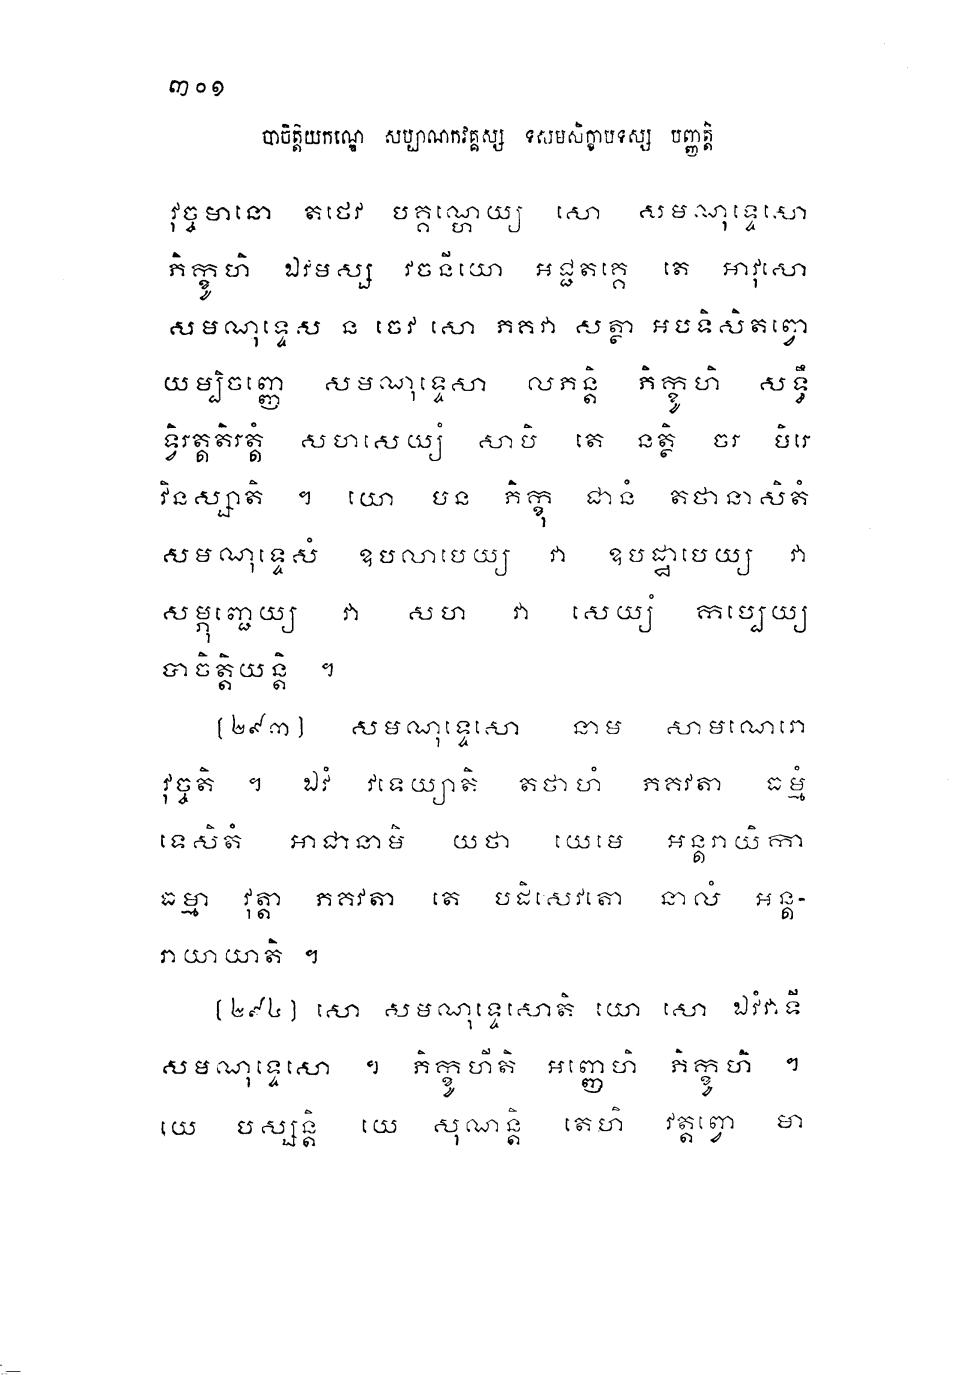 ៣០១
បាចិត្តិយកណ្ឌេ សប្បាណកវគ្គស្ស ទសមសិក្ខាបទស្ស បញ្ញត្តិ
វុច្ចមានោ តថេវ បគ្គណ្ហេយ្យ សោ សមណុទ្ទេសោ
ភិក្ខូហិ ឯវមស្ស វចនីយោ អជ្ជតគ្គេ តេ អាវុសោ
សមណុទ្ទេស ន ចេវ សោ ភគវា សត្ថា អបទិសិតព្វោ
យម្បិចញ្ញេ សមណុទ្ទេសា លភន្តិ ភិក្ខូហិ សទ្ធឹ
ទ្វិរត្តតិរត្តំ សហសេយ្យំ សាបិ តេ នត្ថិ ចរ បិរេ
វិនស្សាតិ ។ យោ បន ភិក្ខុ ជានំ តថានាសិតំ
សមណុទ្ទេសំ ឧបលាបេយ្យ វា ឧបដ្ឋាបេយ្យ វា
សម្ភុញ្ជេយ្យ វា សហ វា សេយ្យំ កប្បេយ្យ
បាចិត្តិយន្តិ ។
[២៩៣] សមណុទ្ទេសោ នាម សាមណេរោ
វុច្ចតិ ។ ឯវំ វទេយ្យាតិ តថាហំ ភគវតា ធម្មំ
ទេសិតំ អាជានាមិ យថា យេមេ អន្តរាយិកា
ធម្មា វុត្តា ភគវតា តេ បដិសេវតោ នាលំ អន្ត-
រាយាយាតិ ។
[២៩៤] សោ សមណុទ្ទេសោតិ យោ សោ ឯវំវាទី
សមណុទ្ទេសោ ។ ភិក្ខូហីតិ អញ្ញេហិ ភិក្ខូហិ ។
យេ បស្សន្តិ យេ សុណន្តិ តេហិ វត្តព្វោ មា